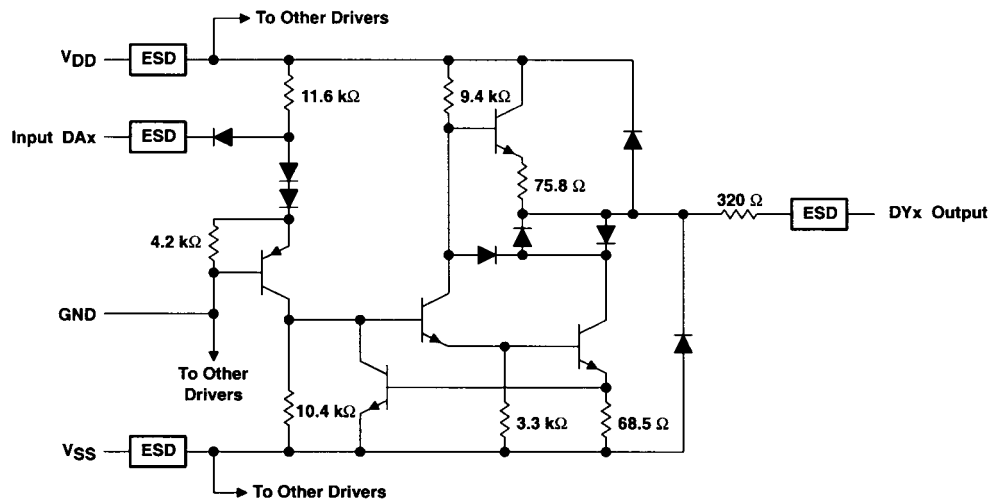 To Other Drivers
VDD
ESD
11.6 kΩ
9.4 kΩ
Input DAx
ESD
75.8 Ω
320 Ω
ESD
DYx Output
4.2 kΩ
GND
To Other
Drivers
10.4 kΩ
3.3 kΩ
68.5 Ω
VSS
ESD
To Other Drivers